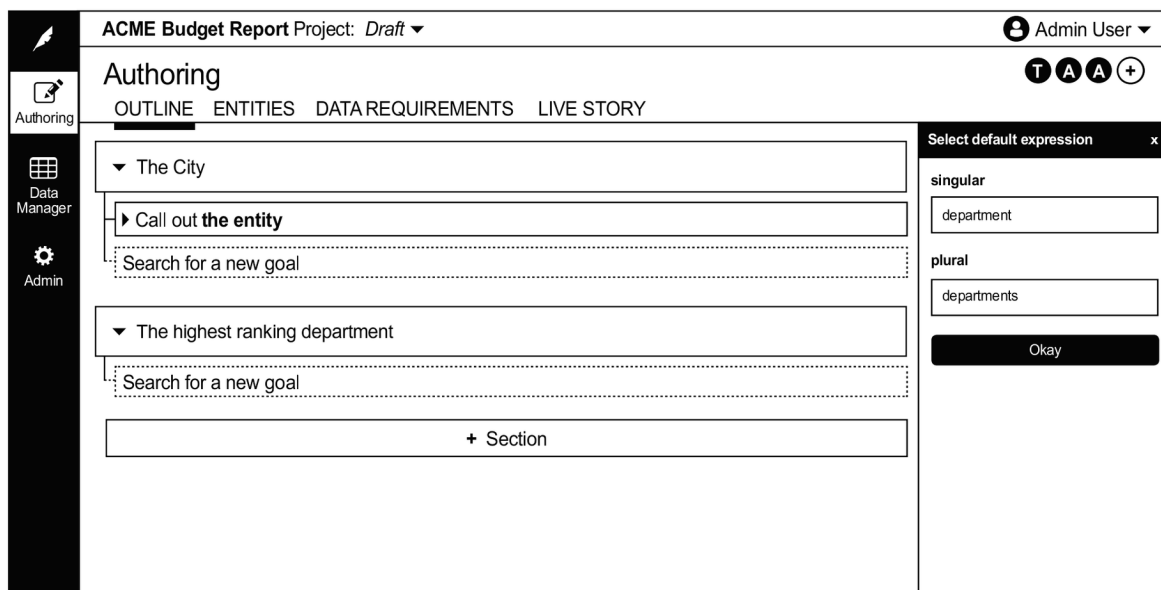 ACME Budget Report Project: Draft
Admin User
Authoring
T A A +
OUTLINE ENTITIES DATA REQUIREMENTS LIVE STORY
Authoring
Data
Manager
Admin
The City
Call out the entity
Search for a new goal
The highest ranking department
Search for a new goal
+ Section
Select default expression x
singular
department
plural
departments
Okay